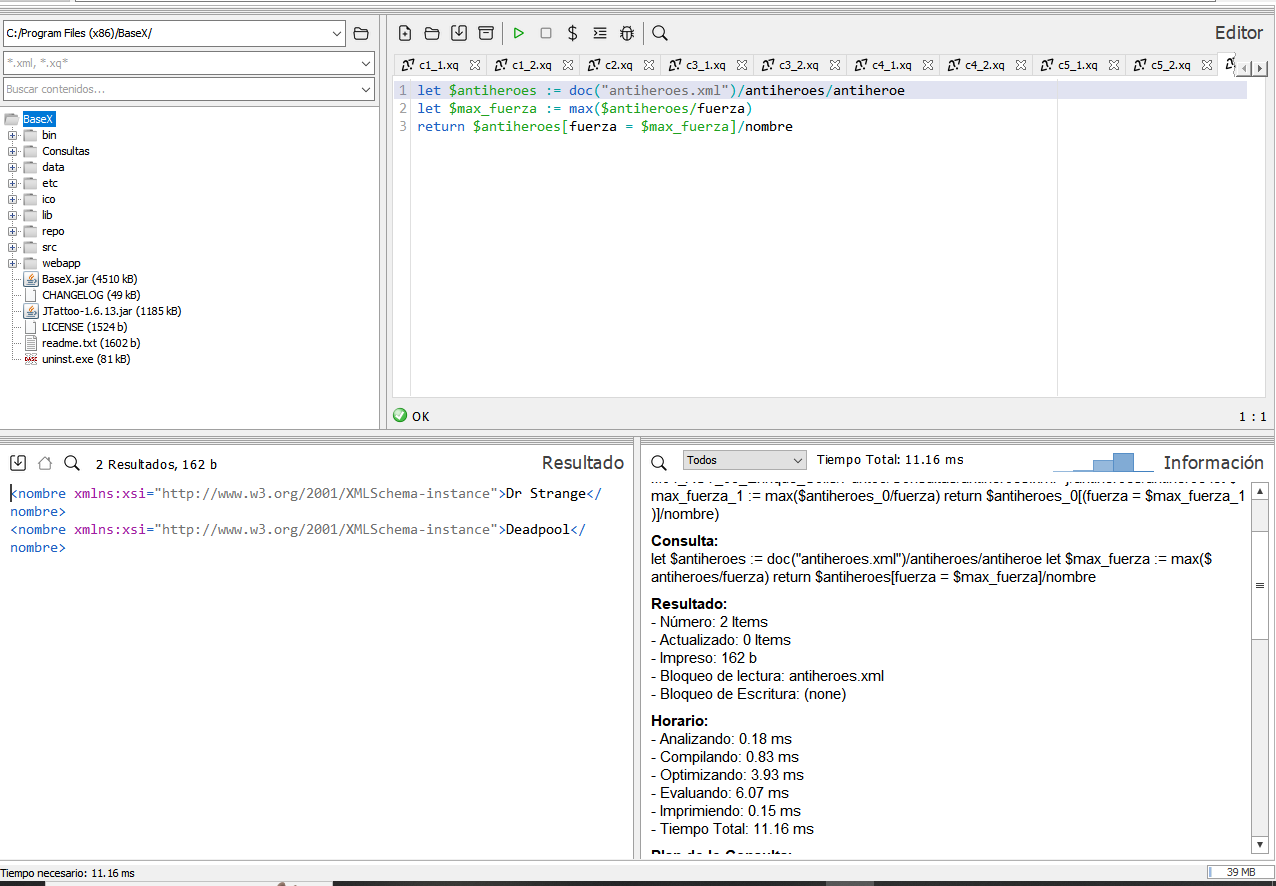 C:/Program Files (x86)/BaseX/
*.xml, *.xq*
Buscar contenidos...
BaseX
bin
Consultas
data
etc
ico
lib
repo
src
webapp
BaseX.jar (4510 kB)
CHANGELOG (49 kB)
JTattoo-1.6.13.jar (1185 kB)
LICENSE (1524 b)
readme.txt (1602 b)
uninst.exe (81 kB)
Editor
c1_1.xq c1_2.xq c2.xq c3_1.xq c3_2.xq c4_1.xq c4_2.xq c5_1.xq c5_2.xq
1 let $antiheroes := doc("antiheroes.xml")/antiheroes/antiheroe
2 let $max_fuerza := max($antiheroes/fuerza)
3 return $antiheroes[fuerza = $max_fuerza]/nombre
OK 1 : 1
2 Resultados, 162 b Resultado
<nombre xmlns:xsi="http://www.w3.org/2001/XMLSchema-instance">Dr Strange</
nombre>
<nombre xmlns:xsi="http://www.w3.org/2001/XMLSchema-instance">Deadpool</
nombre>
Todos Tiempo Total: 11.16 ms Información
max_fuerza_1 := max($antiheroes_0/fuerza) return $antiheroes_0[(fuerza = $max_fuerza_1
)]/nombre)
Consulta:
let $antiheroes := doc("antiheroes.xml")/antiheroes/antiheroe let $max_fuerza := max($
antiheroes/fuerza) return $antiheroes[fuerza = $max_fuerza]/nombre
Resultado:
- Número: 2 Items
- Actualizado: 0 Items
- Impreso: 162 b
- Bloqueo de lectura: antiheroes.xml
- Bloqueo de Escritura: (none)
Horario:
- Analizando: 0.18 ms
- Compilando: 0.83 ms
- Optimizando: 3.93 ms
- Evaluando: 6.07 ms
- Imprimiendo: 0.15 ms
- Tiempo Total: 11.16 ms
Plan de la Consulta:
Tiempo necesario: 11.16 ms 39 MB